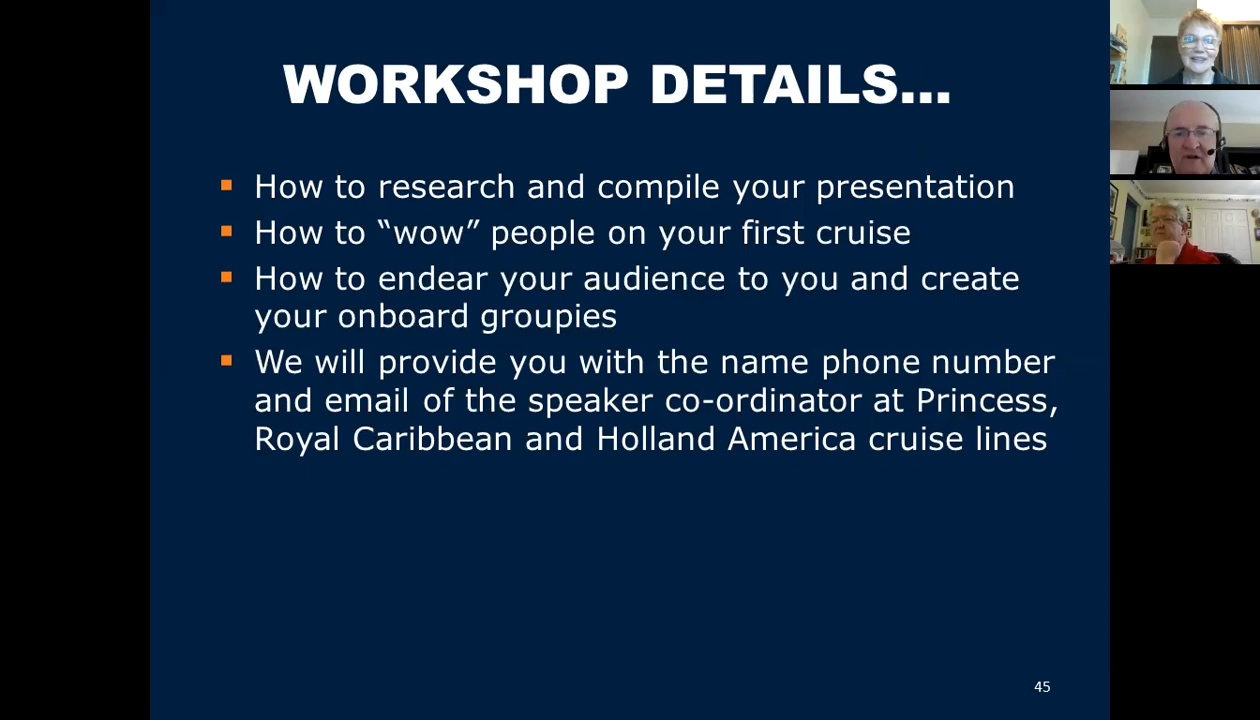 WORKSHOP DETAILS...
▪ How to research and compile your presentation
▪ How to “wow” people on your first cruise
▪ How to endear your audience to you and create
your onboard groupies
▪ We will provide you with the name phone number
and email of the speaker co-ordinator at Princess,
Royal Caribbean and Holland America cruise lines
45